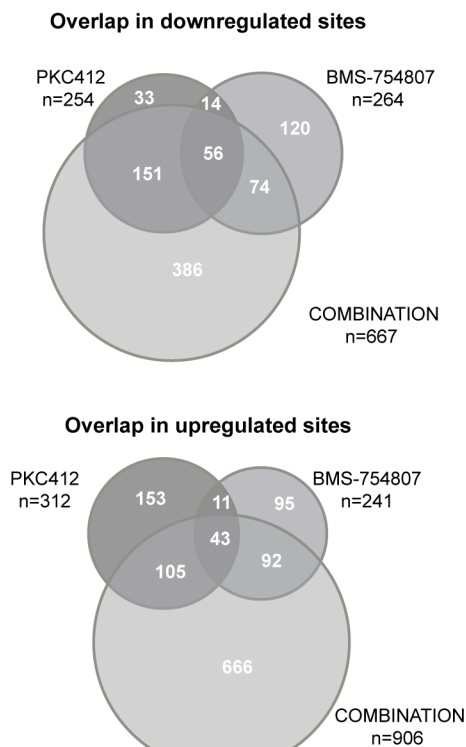 Overlap in downregulated sites
PKC412
n=254
BMS-754807
n=264
33
14
120
56
151
74
386
COMBINATION
n=667
Overlap in upregulated sites
PKC412
n=312
BMS-754807
n=241
153
11
95
43
105
92
666
COMBINATION
n=906